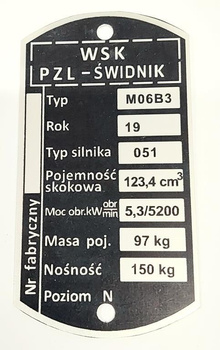 WSK
PZL - ŚWIDNIK
Typ M06B3
Rok 19
Typ silnika 051
Pojemność skokowa 123,4 cm³
Moc obr.kW obr/min 5,3/5200
Masa poj. 97 kg
Nośność 150 kg
Poziom N
Nr fabryczny